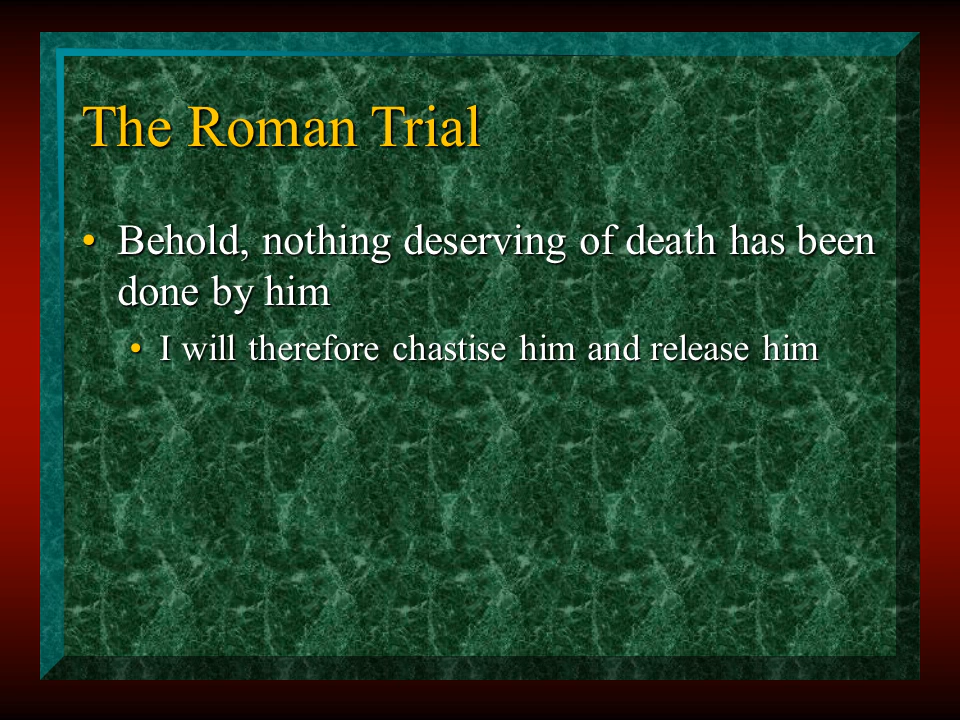 The Roman Trial
• Behold, nothing deserving of death has been
done by him
• I will therefore chastise him and release him